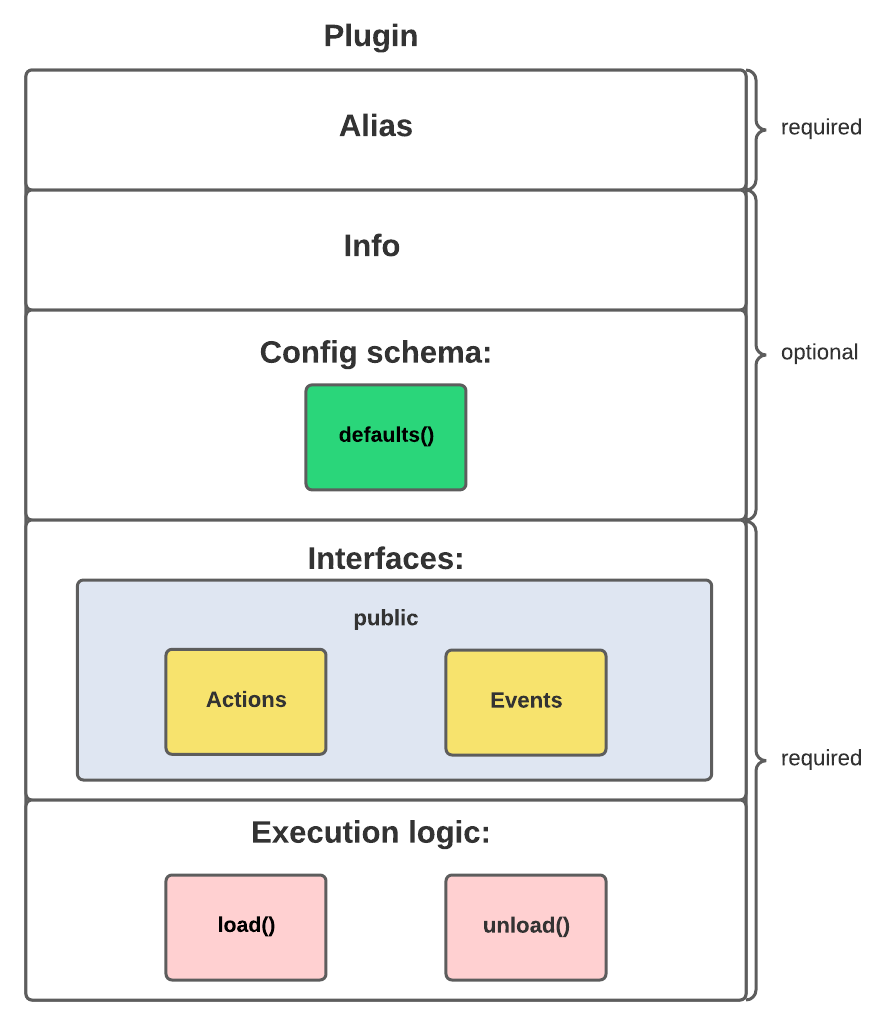 Plugin
Alias
required
Info
Config schema:
optional
defaults()
Interfaces:
public
Actions
Events
required
Execution logic:
load()
unload()